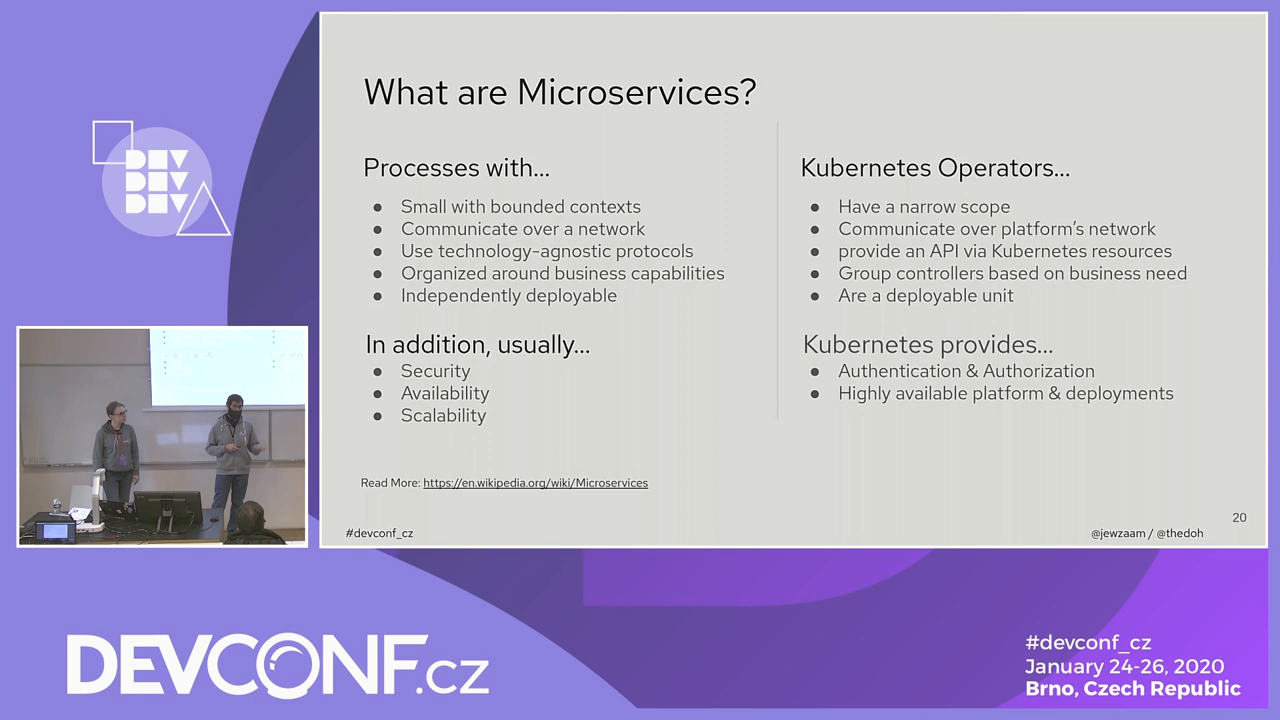 What are Microservices?
Processes with...
● Small with bounded contexts
● Communicate over a network
● Use technology-agnostic protocols
● Organized around business capabilities
● Independently deployable
In addition, usually...
● Security
● Availability
● Scalability
Kubernetes Operators...
● Have a narrow scope
● Communicate over platform's network
● provide an API via Kubernetes resources
● Group controllers based on business need
● Are a deployable unit
Kubernetes provides...
● Authentication & Authorization
● Highly available platform & deployments
Read More: https://en.wikipedia.org/wiki/Microservices
20
#devconf_cz
@jewzaam / @thedoh
DEV
DEV
DEV
DEVCONF.cz
#devconf_cz
January 24-26, 2020
Brno, Czech Republic